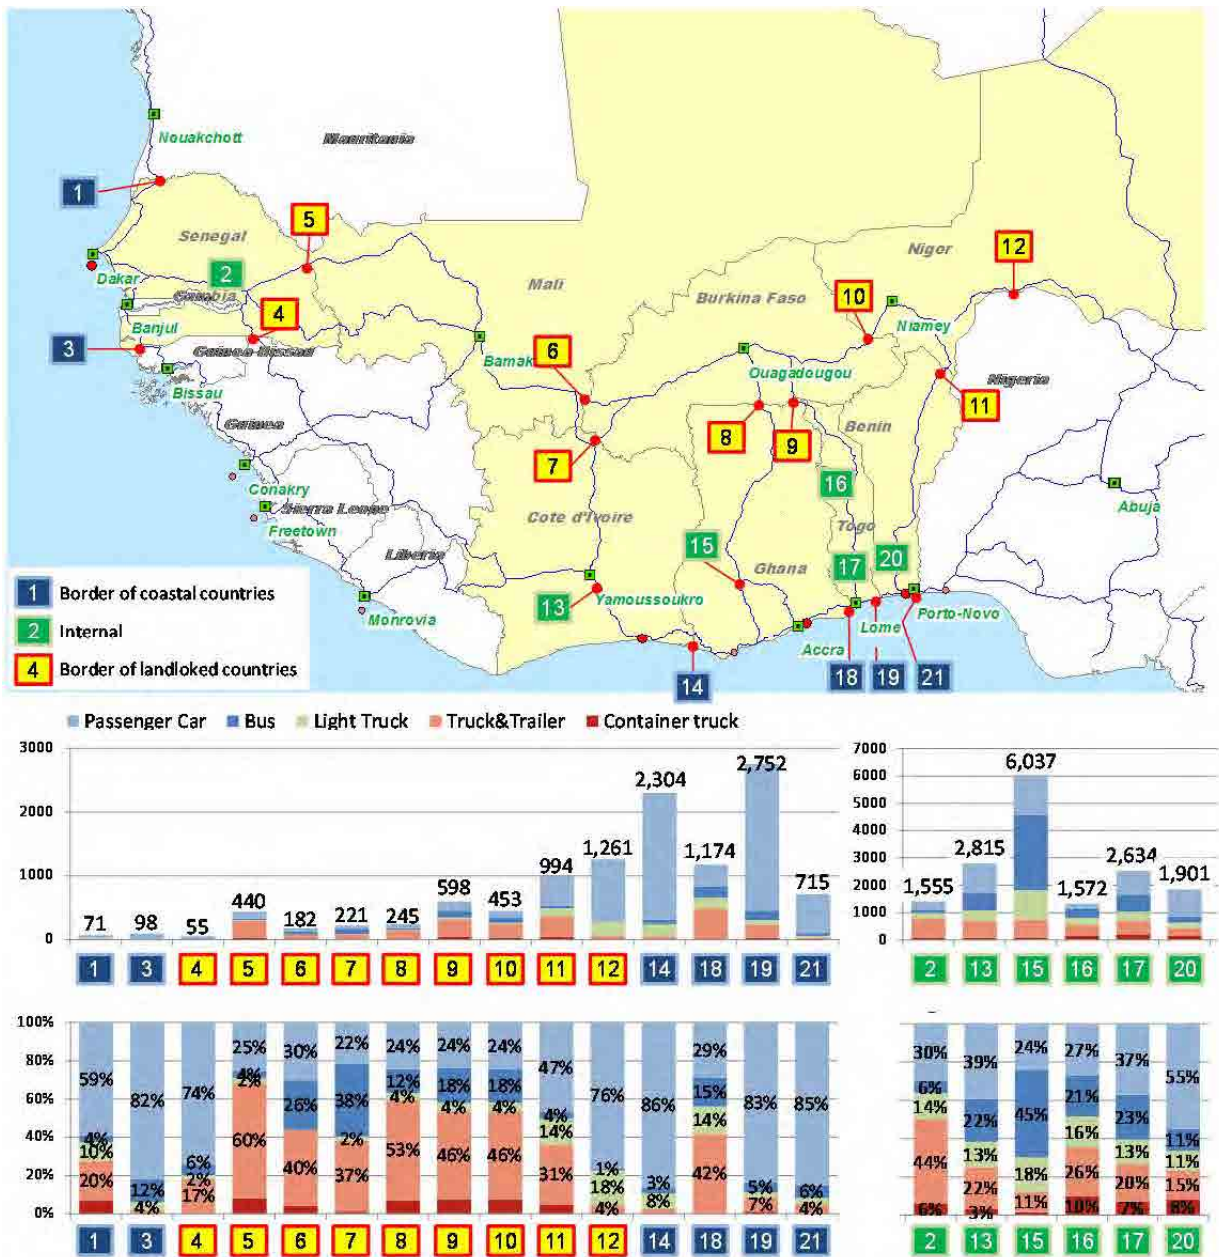 Nouakchott
Mauritania
1
5
Senegal
Niger
12
2
Dakar
Mali
Gambia
Burkina Faso
10
4
Banjul
Niamey
3
Guinea-Bissau
6
Bamak
Ouagadougou
Nigeria
Bissau
11
8
9
Benin
Guinea
7
16
Conakry
Cote d'Ivoire
Togo
Abuja
Sierra Leone
Freetown
15
17
20
Liberia
Ghana
1 Border of coastal countries
13
Yamoussoukro
Monrovia
Lome
Porto-Novo
2 Internal
Accra
4 Border of landloked countries
14
18
19
21
Passenger Car Bus Light Truck Truck&Trailer Container truck
3000
2000
1000
0
71 98 55 440 182 221 245 598 453 994 1,261 2,304 1,174 2,752 715
1 3 4 5 6 7 8 9 10 11 12 14 18 19 21
7000
6000
5000
4000
3000
2000
1000
0
1,555 2,815 6,037 1,572 2,634 1,901
2 13 15 16 17 20
100%
80%
60%
40%
20%
0%
59% 4% 10% 20%
82% 12% 4%
74% 6% 2% 17%
25% 4% 2% 60%
30% 26% 40%
22% 38% 2% 37%
24% 12% 4% 53%
24% 18% 4% 46%
24% 18% 4% 46%
47% 4% 14% 31%
76% 1% 18% 4%
86% 3% 8%
29% 15% 14% 42%
83% 5% 7%
85% 6% 4%
1 3 4 5 6 7 8 9 10 11 12 14 18 19 21
30% 6% 14% 44% 6%
39% 22% 13% 22% 3%
24% 45% 18% 11%
27% 21% 16% 26% 10%
37% 23% 13% 20% 7%
55% 11% 11% 15% 8%
2 13 15 16 17 20